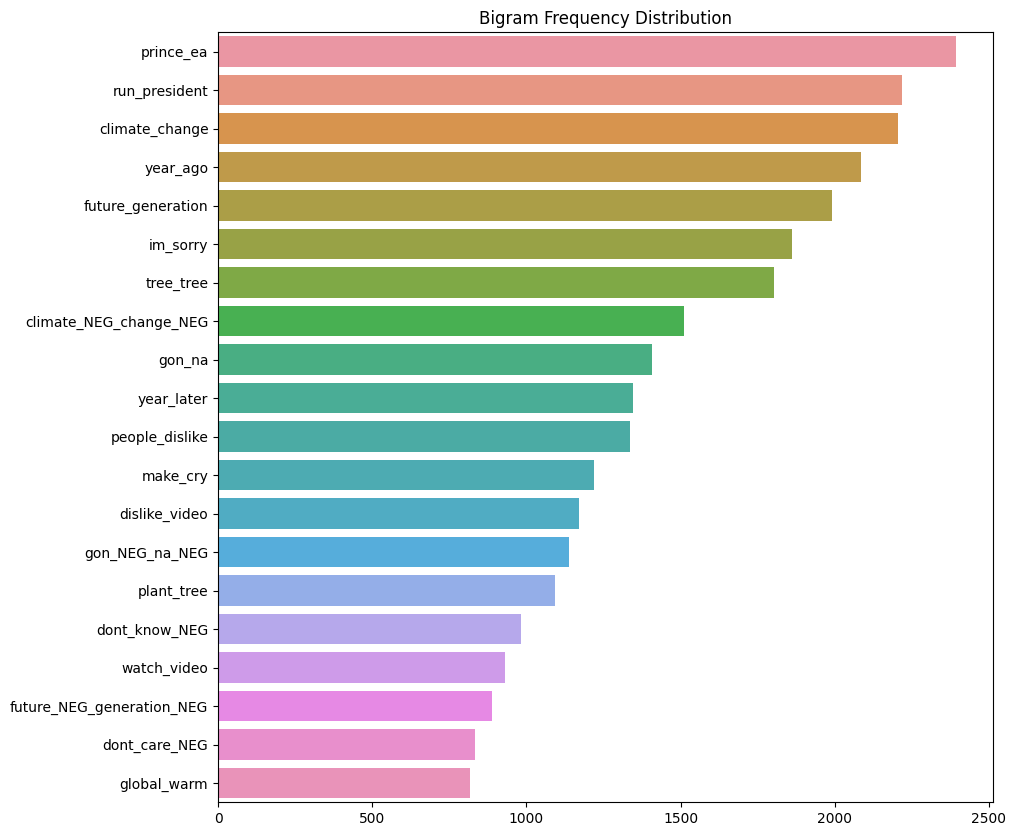 Bigram Frequency Distribution
prince_ea
run_president
climate_change
year_ago
future_generation
im_sorry
tree_tree
climate_NEG_change_NEG
gon_na
year_later
people_dislike
make_cry
dislike_video
gon_NEG_na_NEG
plant_tree
dont_know_NEG
watch_video
future_NEG_generation_NEG
dont_care_NEG
global_warm
0 500 1000 1500 2000 2500